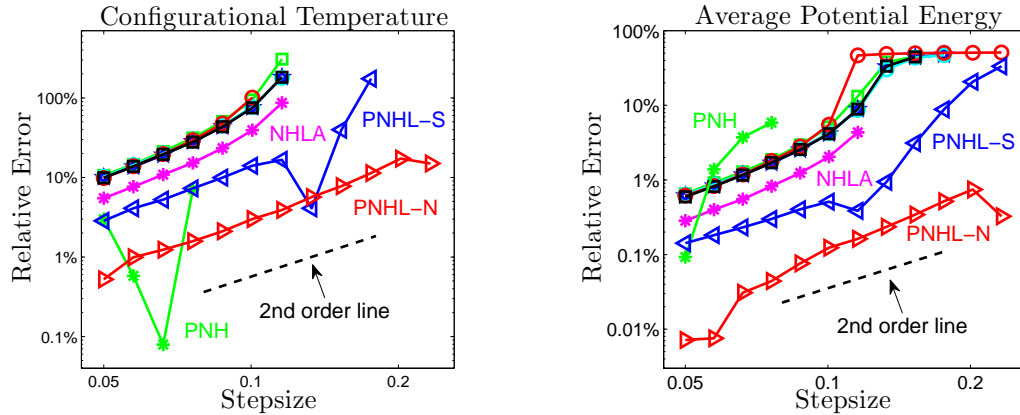 Configurational Temperature
100%
10%
1%
0.1%
Relative Error
PNHL−S
NHLA
PNHL−N
PNH
2nd order line
0.05
0.1
0.2
Stepsize
Average Potential Energy
100%
10%
1%
0.1%
0.01%
Relative Error
PNH
PNHL−S
NHLA
PNHL−N
2nd order line
0.05
0.1
0.2
Stepsize